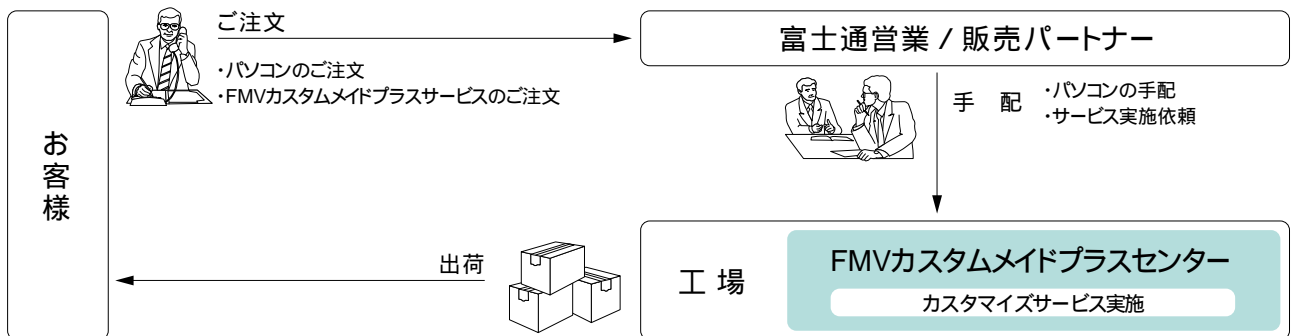 お客様
ご注文
・パソコンのご注文
・FMVカスタムメイドプラスサービスのご注文
富士通営業 / 販売パートナー
手 配
・パソコンの手配
・サービス実施依頼
工 場
FMVカスタムメイドプラスセンター
カスタマイズサービス実施
出荷